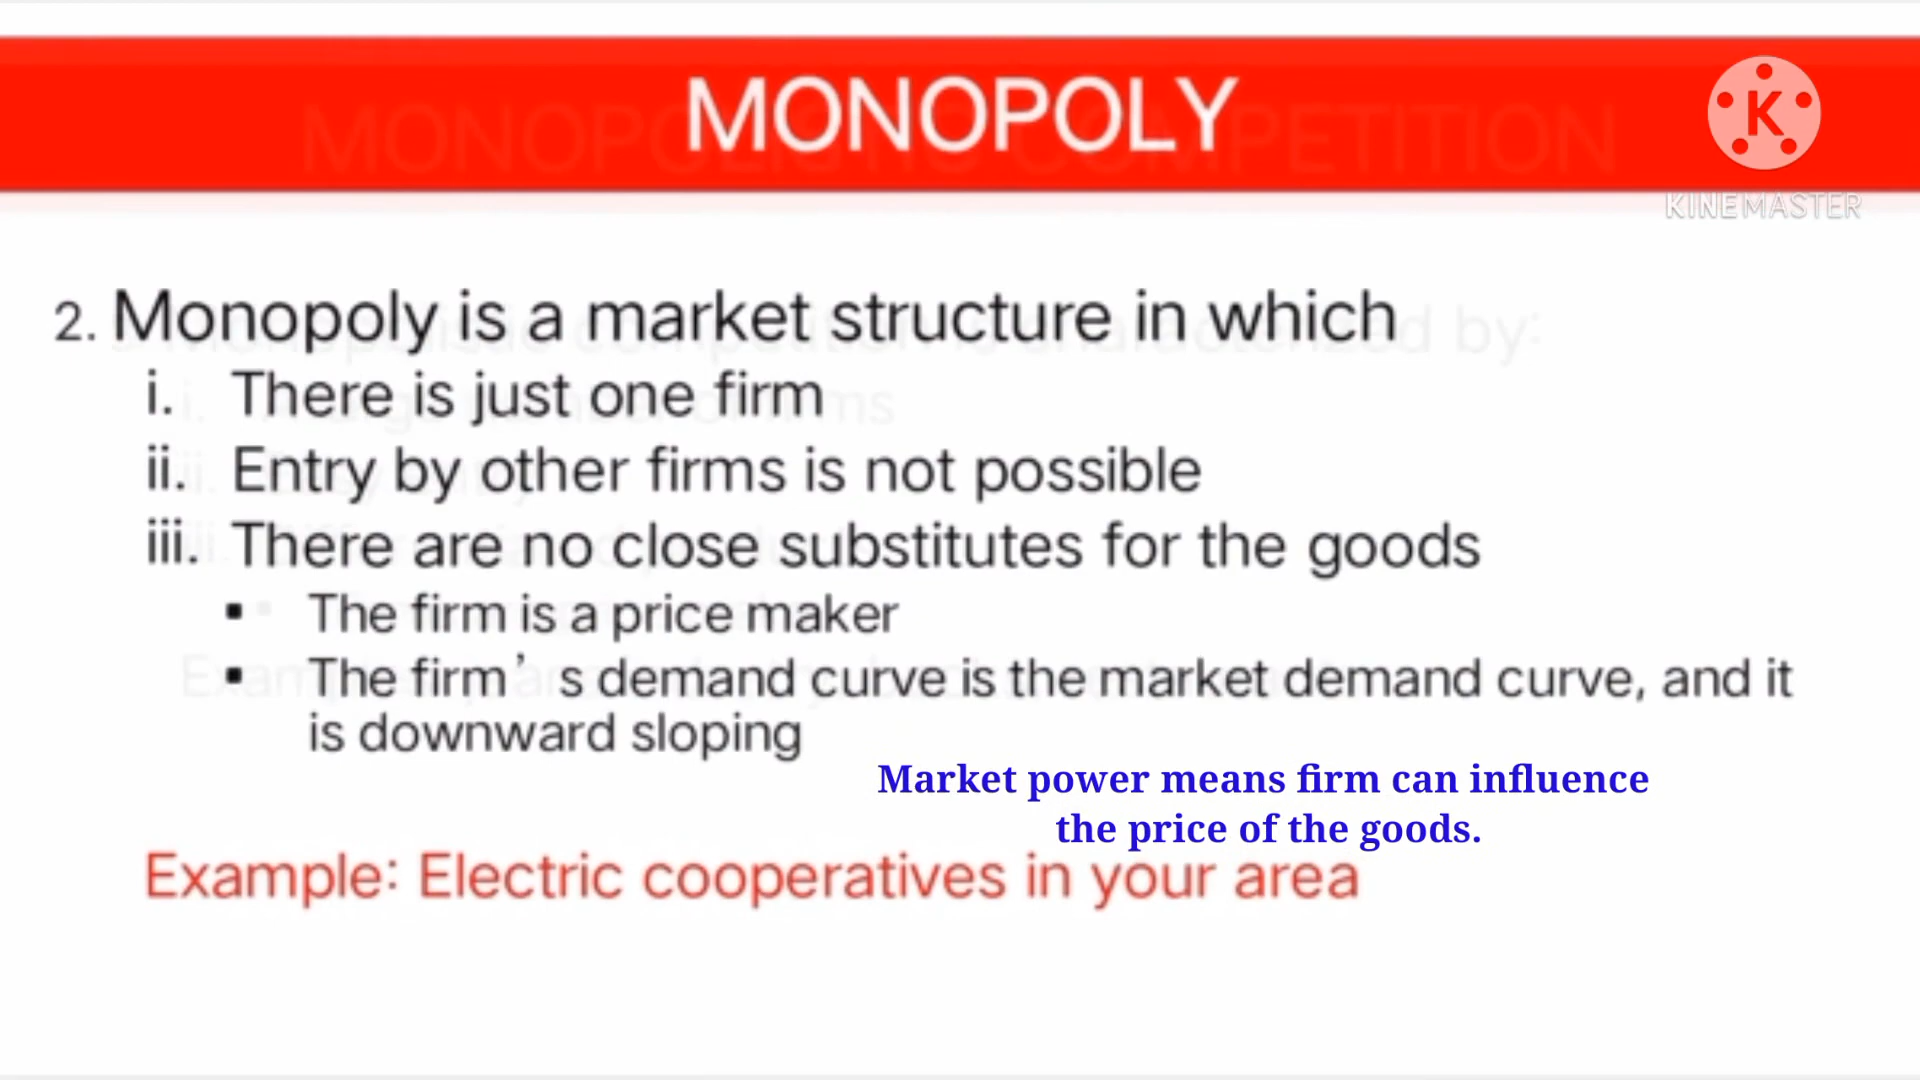 MONOPOLY
K
KINEMASTER
2. Monopoly is a market structure in which
i. There is just one firm
ii. Entry by other firms is not possible
iii. There are no close substitutes for the goods
▪ The firm is a price maker
▪ The firm’ s demand curve is the market demand curve, and it
is downward sloping
Market power means firm can influence
the price of the goods.
Example: Electric cooperatives in your area